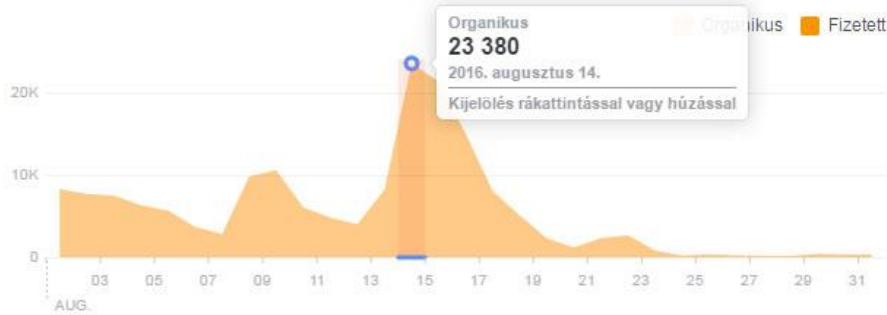 Organikus
23 380
2016. augusztus 14.
Kijelölés rákattintással vagy húzással
Organikus
Fizetett
20K
10K
0
03 05 07 09 11 13 15 17 19 21 23 25 27 29 31
AUG.